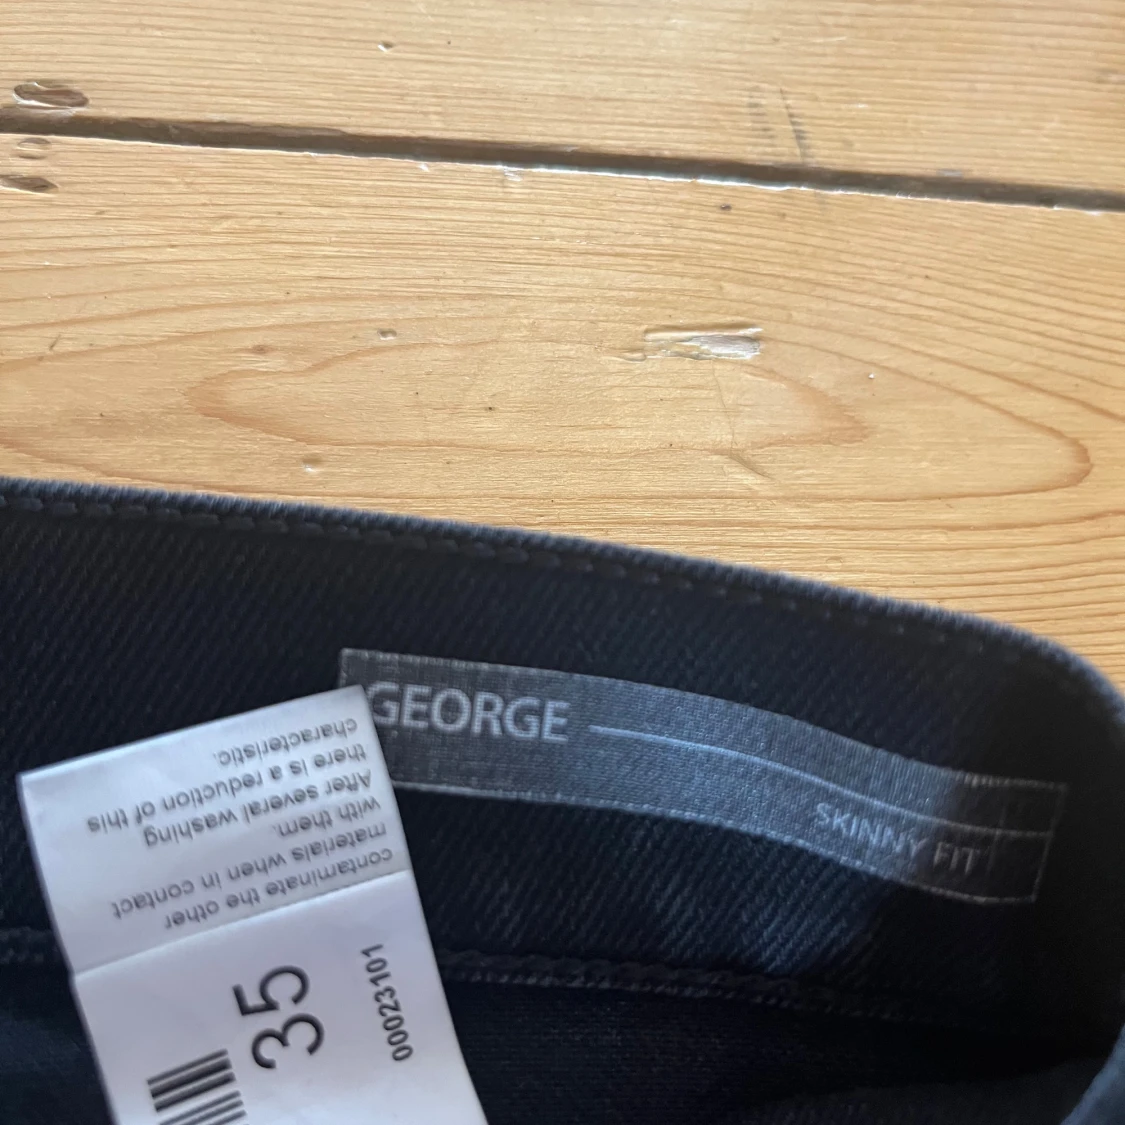 GEORGE
SKINNY FIT
contaminate the other
materials when in contact
with them.
After several washing
there is a reduction of this
characteristic.
35
00023101